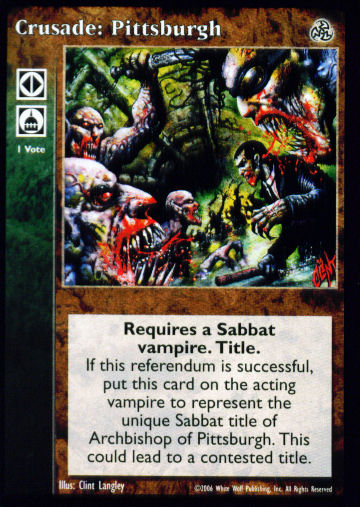 Crusade: Pittsburgh
1 Vote
Requires a Sabbat
vampire. Title.
If this referendum is successful,
put this card on the acting
vampire to represent the
unique Sabbat title of
Archbishop of Pittsburgh. This
could lead to a contested title.
Illus: Clint Langley
©2006 White Wolf Publishing, Inc. All Rights Reserved